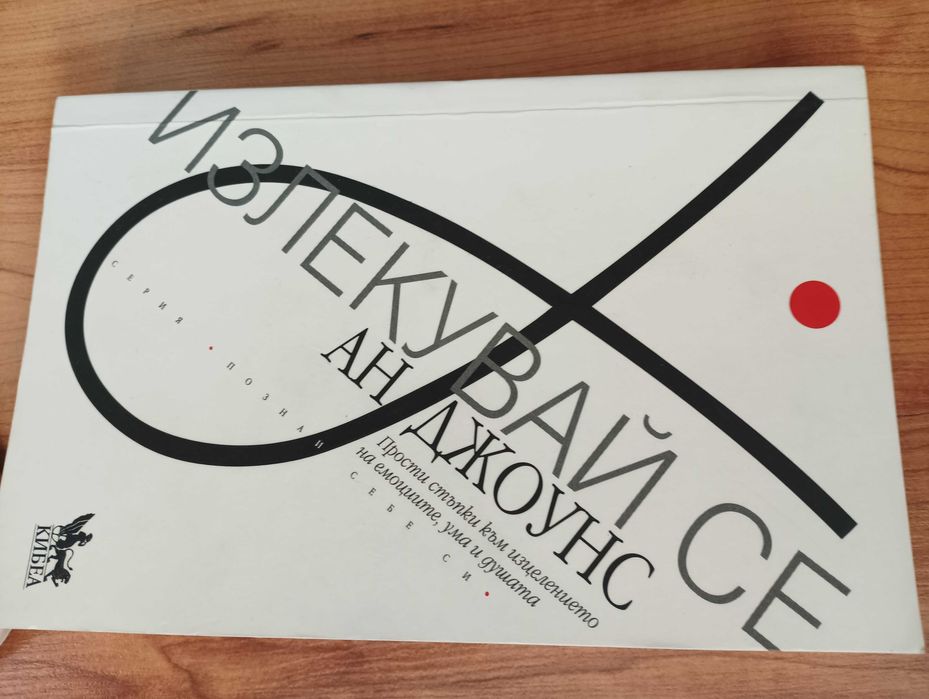 ИЗЛЕКУВАЙ СЕ
АН ДЖОУНС
Прости стъпки към изцелението
на емоциите, ума и душата
СЕРИЯ • ПОЗНАЙ СЕБЕ СИ •
КИБЕА